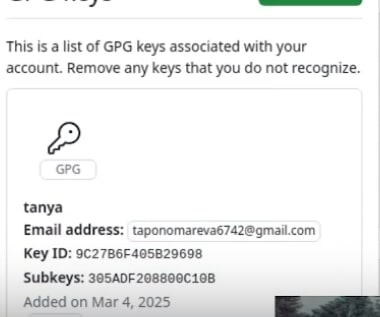 This is a list of GPG keys associated with your
account. Remove any keys that you do not recognize.
GPG
tanya
Email address: taponomareva6742@gmail.com
Key ID: 9C27B6F405B29698
Subkeys: 305ADF208800C10B
Added on Mar 4, 2025